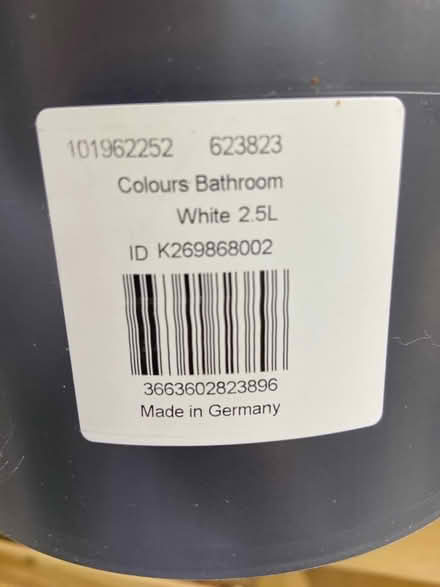 101962252 623823
Colours Bathroom
White 2.5L
ID K269868002
3663602823896
Made in Germany